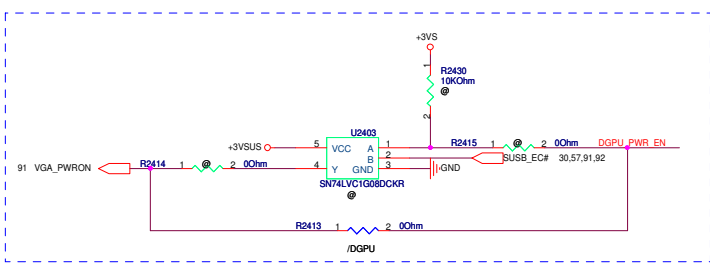 +3VS
1
R2430
10KOhm
@
2
U2403
+3VSUS 5 VCC A 1 R2415 1 @ 2 0Ohm DGPU_PWR_EN
B 2 SUSB_EC# 30,57,91,92
91 VGA_PWRON R2414 1 @ 2 0Ohm 4 Y GND 3 GND
SN74LVC1G08DCKR
@
R2413 1 2 0Ohm
/DGPU